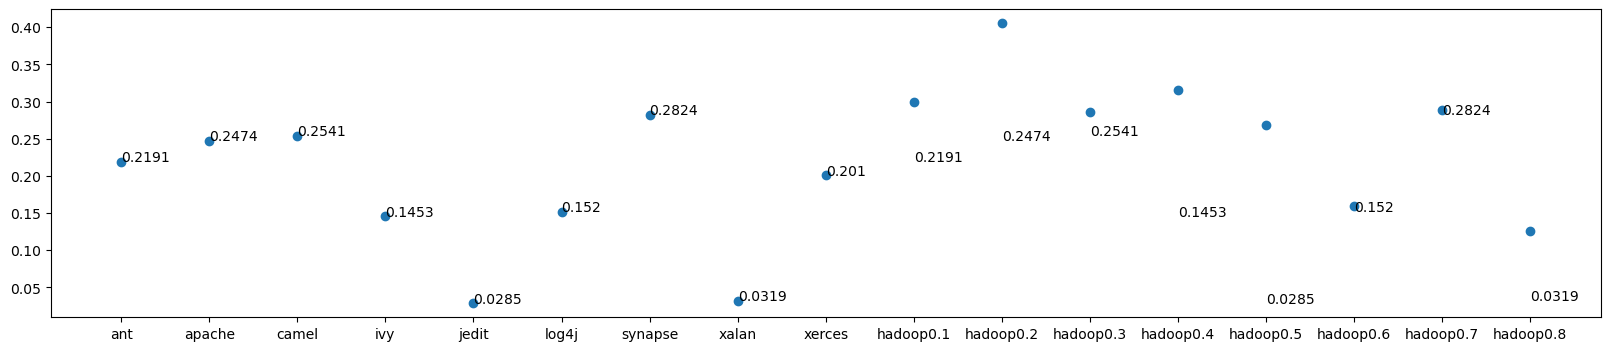 0.40
0.35
0.30
0.2824 0.2824
0.25
0.2474 0.2541 0.2474 0.2541
0.2191 0.2191
0.20
0.201
0.15
0.1453 0.152 0.1453 0.152
0.10
0.05
0.0285 0.0319 0.0285 0.0319
ant apache camel ivy jedit log4j synapse xalan xerces hadoop0.1 hadoop0.2 hadoop0.3 hadoop0.4 hadoop0.5 hadoop0.6 hadoop0.7 hadoop0.8